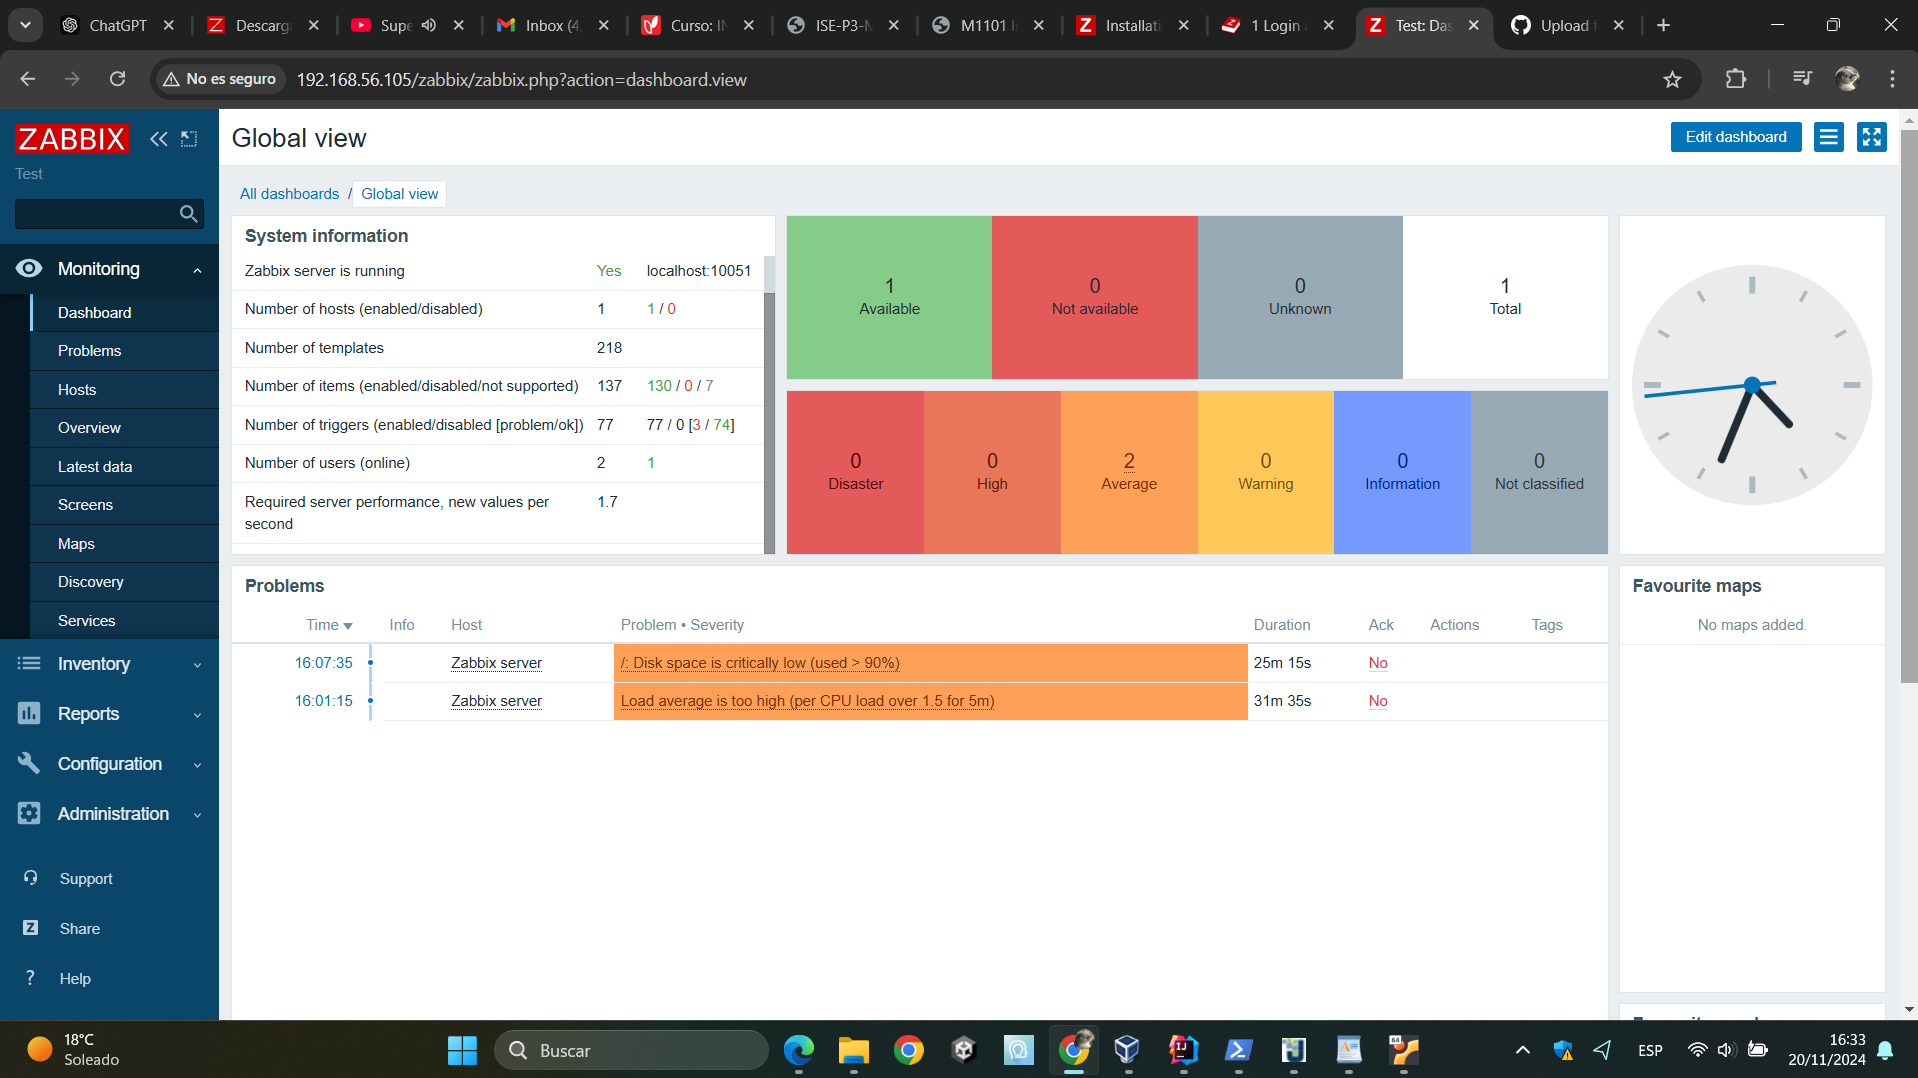 ChatGPT
Descarg
Supe
Inbox (4,
Curso: IN
ISE-P3-M
M1101 I
Installati
1 Login
Test: Das
Upload f
No es seguro
192.168.56.105/zabbix/zabbix.php?action=dashboard.view
ZABBIX
Test
Monitoring
Dashboard
Problems
Hosts
Overview
Latest data
Screens
Maps
Discovery
Services
Inventory
Reports
Configuration
Administration
Support
Share
Help
Global view
Edit dashboard
All dashboards / Global view
System information
Zabbix server is running Yes localhost:10051
Number of hosts (enabled/disabled) 1 1 / 0
Number of templates 218
Number of items (enabled/disabled/not supported) 137 130 / 0 / 7
Number of triggers (enabled/disabled [problem/ok]) 77 77 / 0 [3 / 74]
Number of users (online) 2 1
Required server performance, new values per second 1.7
1 Available
0 Not available
0 Unknown
1 Total
0 Disaster
0 High
2 Average
0 Warning
0 Information
0 Not classified
Problems
Time Info Host Problem • Severity Duration Ack Actions Tags
16:07:35 Zabbix server /: Disk space is critically low (used > 90%) 25m 15s No
16:01:15 Zabbix server Load average is too high (per CPU load over 1.5 for 5m) 31m 35s No
Favourite maps
No maps added.
18°C
Soleado
Buscar
ESP
16:33
20/11/2024